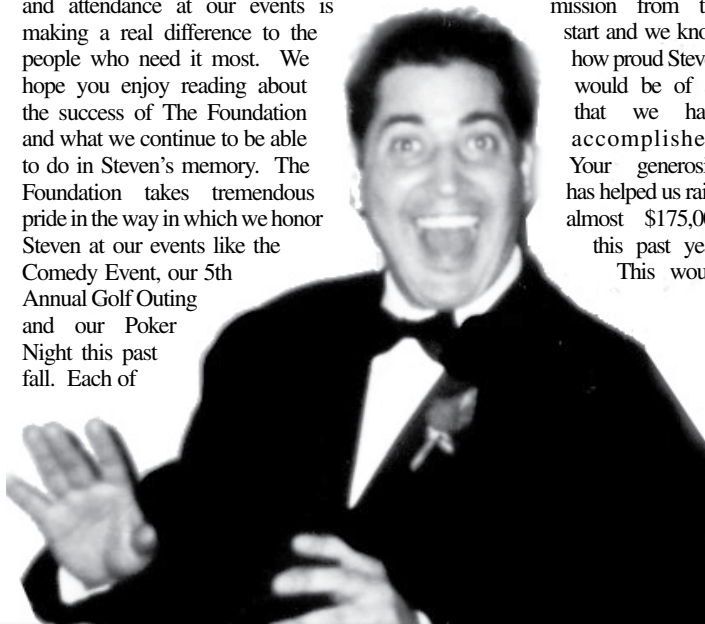 and attendance at our events is
making a real difference to the
people who need it most. We
hope you enjoy reading about
the success of The Foundation
and what we continue to be able
to do in Steven's memory. The
Foundation takes tremendous
pride in the way in which we honor
Steven at our events like the
Comedy Event, our 5th
Annual Golf Outing
and our Poker
Night this past
fall. Each of
mission from
start and we
how proud
would be of
that we
Your
has helped us
almost
this past
This